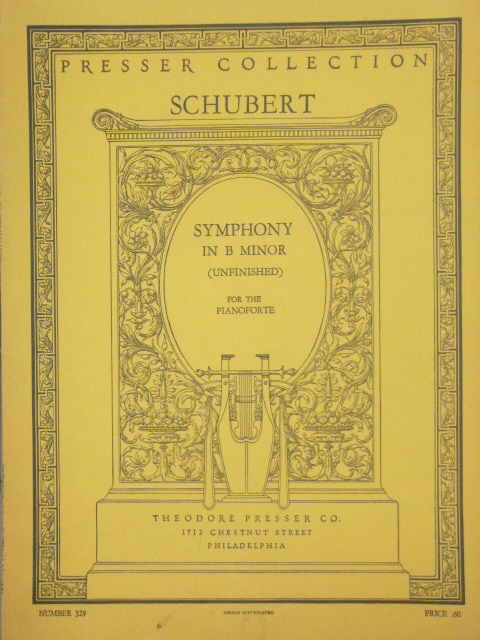 PRESSER COLLECTION
SCHUBERT
SYMPHONY
IN B MINOR
(UNFINISHED)
FOR THE
PIANOFORTE
THEODORE PRESSER CO.
1712 CHESTNUT STREET
PHILADELPHIA
NUMBER 329
PRICE .60